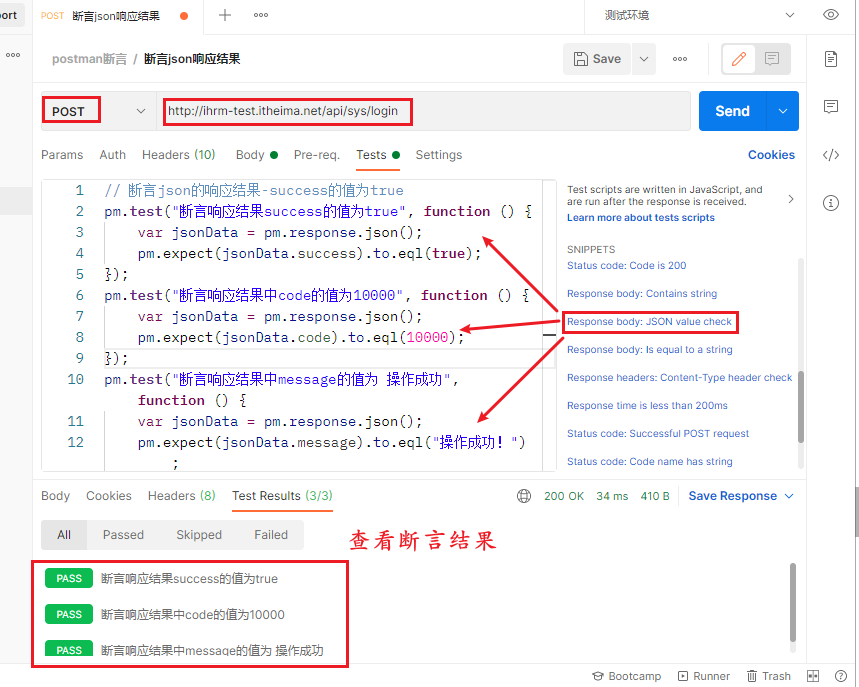 ort
POST 断言json响应结果
测试环境
postman断言 / 断言json响应结果
Save
POST
http://ihrm-test.itheima.net/api/sys/login
Send
Params Auth Headers (10) Body Pre-req. Tests Settings Cookies
1 // 断言json的响应结果-success的值为true
2 pm.test("断言响应结果success的值为true", function () {
3 var jsonData = pm.response.json();
4 pm.expect(jsonData.success).to.eql(true);
5 });
6 pm.test("断言响应结果中code的值为10000", function () {
7 var jsonData = pm.response.json();
8 pm.expect(jsonData.code).to.eql(10000);
9 });
10 pm.test("断言响应结果中message的值为 操作成功",
function () {
11 var jsonData = pm.response.json();
12 pm.expect(jsonData.message).to.eql("操作成功！")
;
Test scripts are written in JavaScript, and
are run after the response is received.
Learn more about tests scripts
SNIPPETS
Status code: Code is 200
Response body: Contains string
Response body: JSON value check
Response body: Is equal to a string
Response headers: Content-Type header check
Response time is less than 200ms
Status code: Successful POST request
Status code: Code name has string
Body Cookies Headers (8) Test Results (3/3) 200 OK 34 ms 410 B Save Response
All Passed Skipped Failed
查看断言结果
PASS 断言响应结果success的值为true
PASS 断言响应结果中code的值为10000
PASS 断言响应结果中message的值为 操作成功
Bootcamp Runner Trash